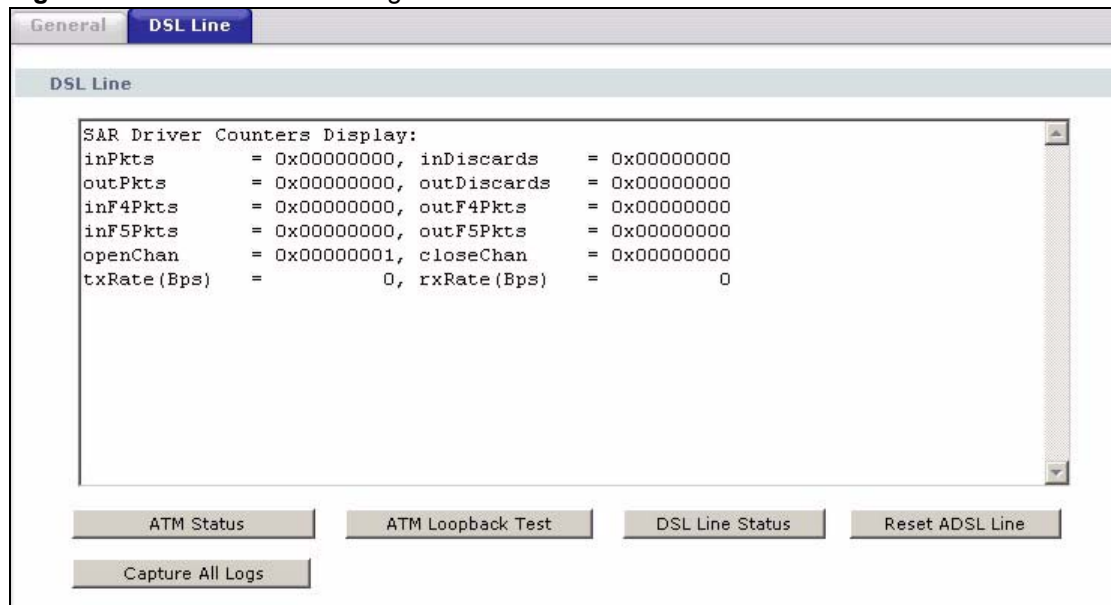 General DSL Line
DSL Line
SAR Driver Counters Display:
inPkts = 0x00000000, inDiscards = 0x00000000
outPkts = 0x00000000, outDiscards = 0x00000000
inF4Pkts = 0x00000000, outF4Pkts = 0x00000000
inF5Pkts = 0x00000000, outF5Pkts = 0x00000000
openChan = 0x00000001, closeChan = 0x00000000
txRate(Bps) = 0, rxRate(Bps) = 0
ATM Status ATM Loopback Test DSL Line Status Reset ADSL Line
Capture All Logs